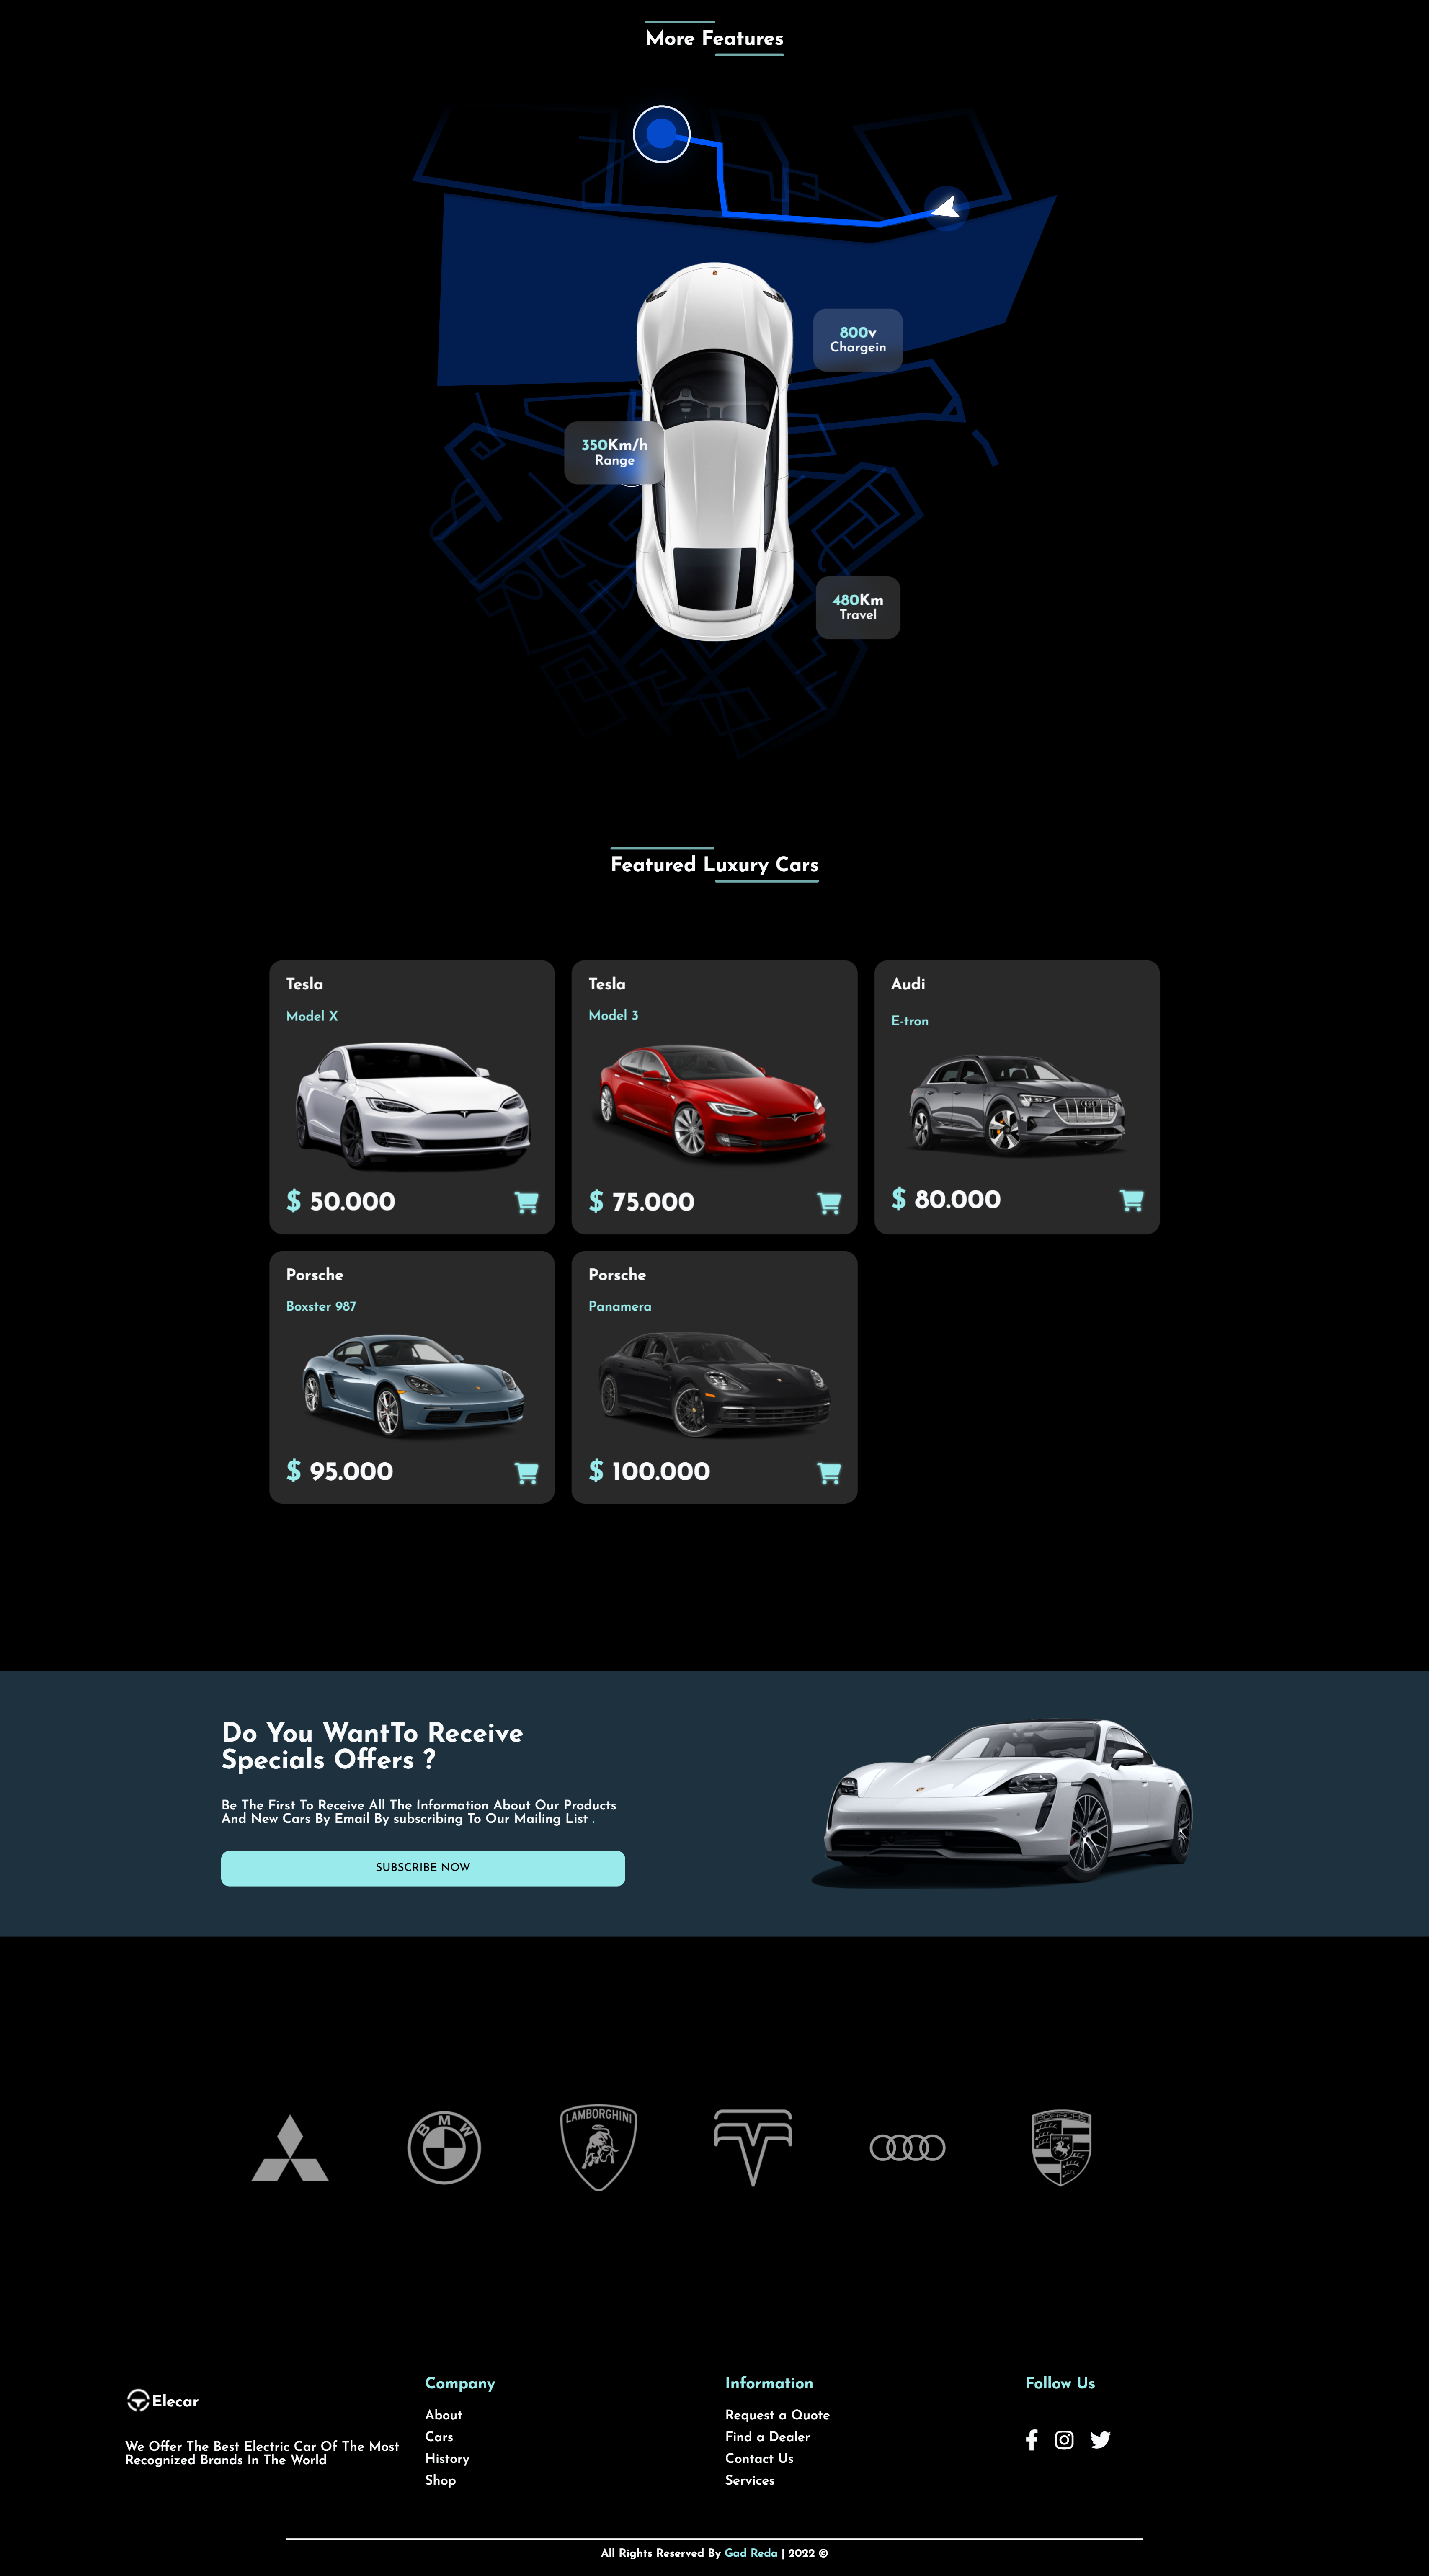 More Features
800v
Chargein
350Km/h
Range
480Km
Travel
Featured Luxury Cars
Tesla
Model X
$ 50.000
Tesla
Model 3
$ 75.000
Audi
E-tron
$ 80.000
Porsche
Boxster 987
$ 95.000
Porsche
Panamera
$ 100.000
Do You WantTo Receive
Specials Offers ?
Be The First To Receive All The Information About Our Products
And New Cars By Email By subscribing To Our Mailing List .
SUBSCRIBE NOW
BMW
LAMBORGHINI
PORSCHE
Elecar
We Offer The Best Electric Car Of The Most
Recognized Brands In The World
Company
About
Cars
History
Shop
Information
Request a Quote
Find a Dealer
Contact Us
Services
Follow Us
All Rights Reserved By Gad Reda | 2022 ©